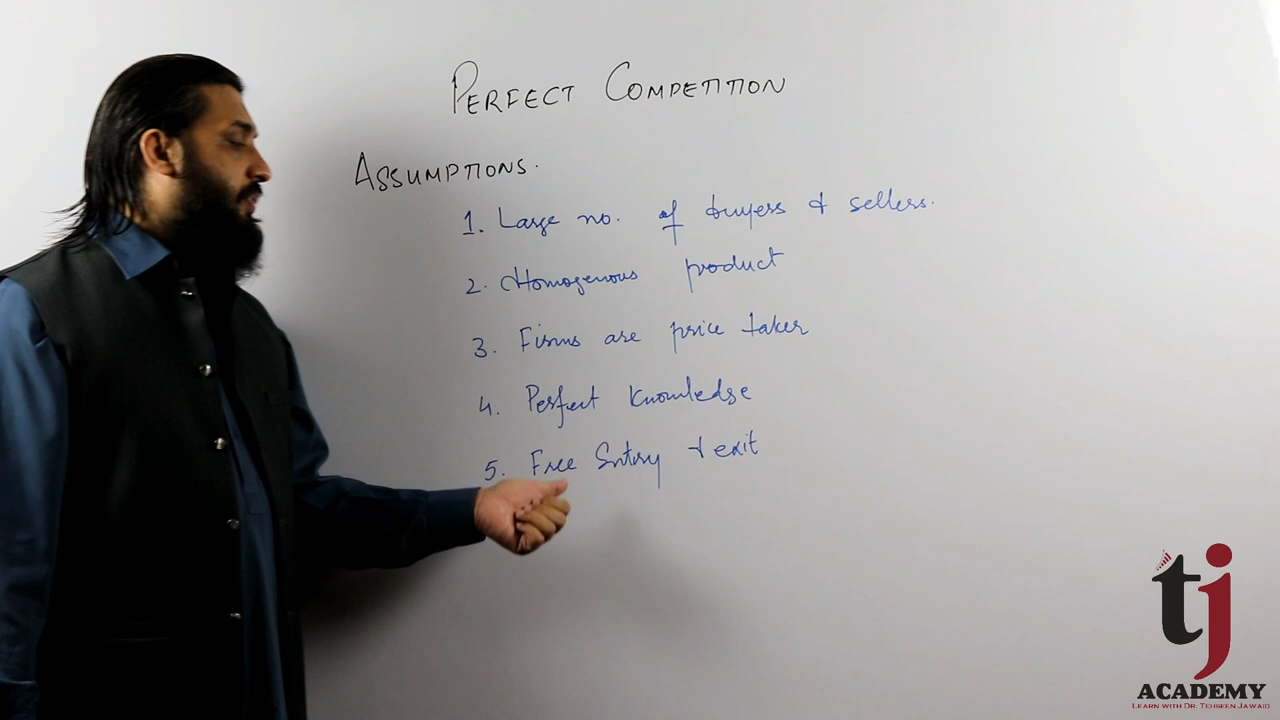 PERFECT COMPETITION
ASSUMPTIONS.
1. Large no. of buyers & sellers.
2. Homogenous product
3. Firms are price taker
4. Perfect Knowledge
5. Free Entry & exit
tj
ACADEMY
LEARN WITH DR. TEHSEEN JAWAID